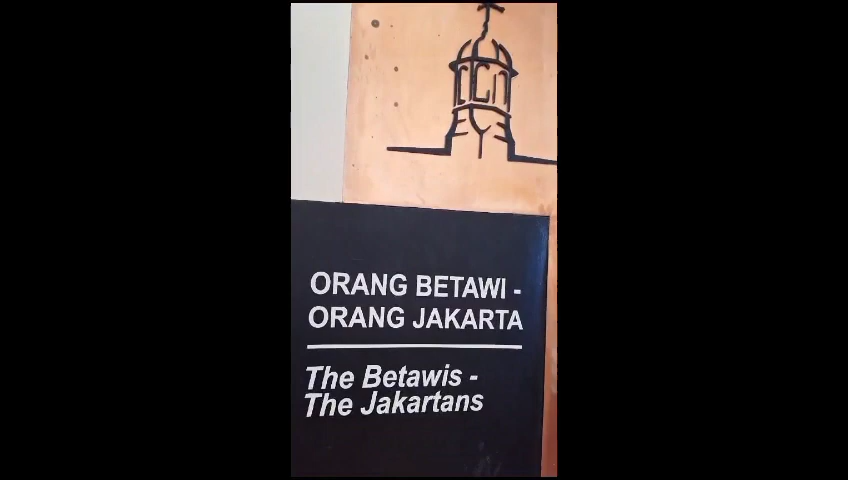 ORANG BETAWI -
ORANG JAKARTA
The Betawis -
The Jakartans